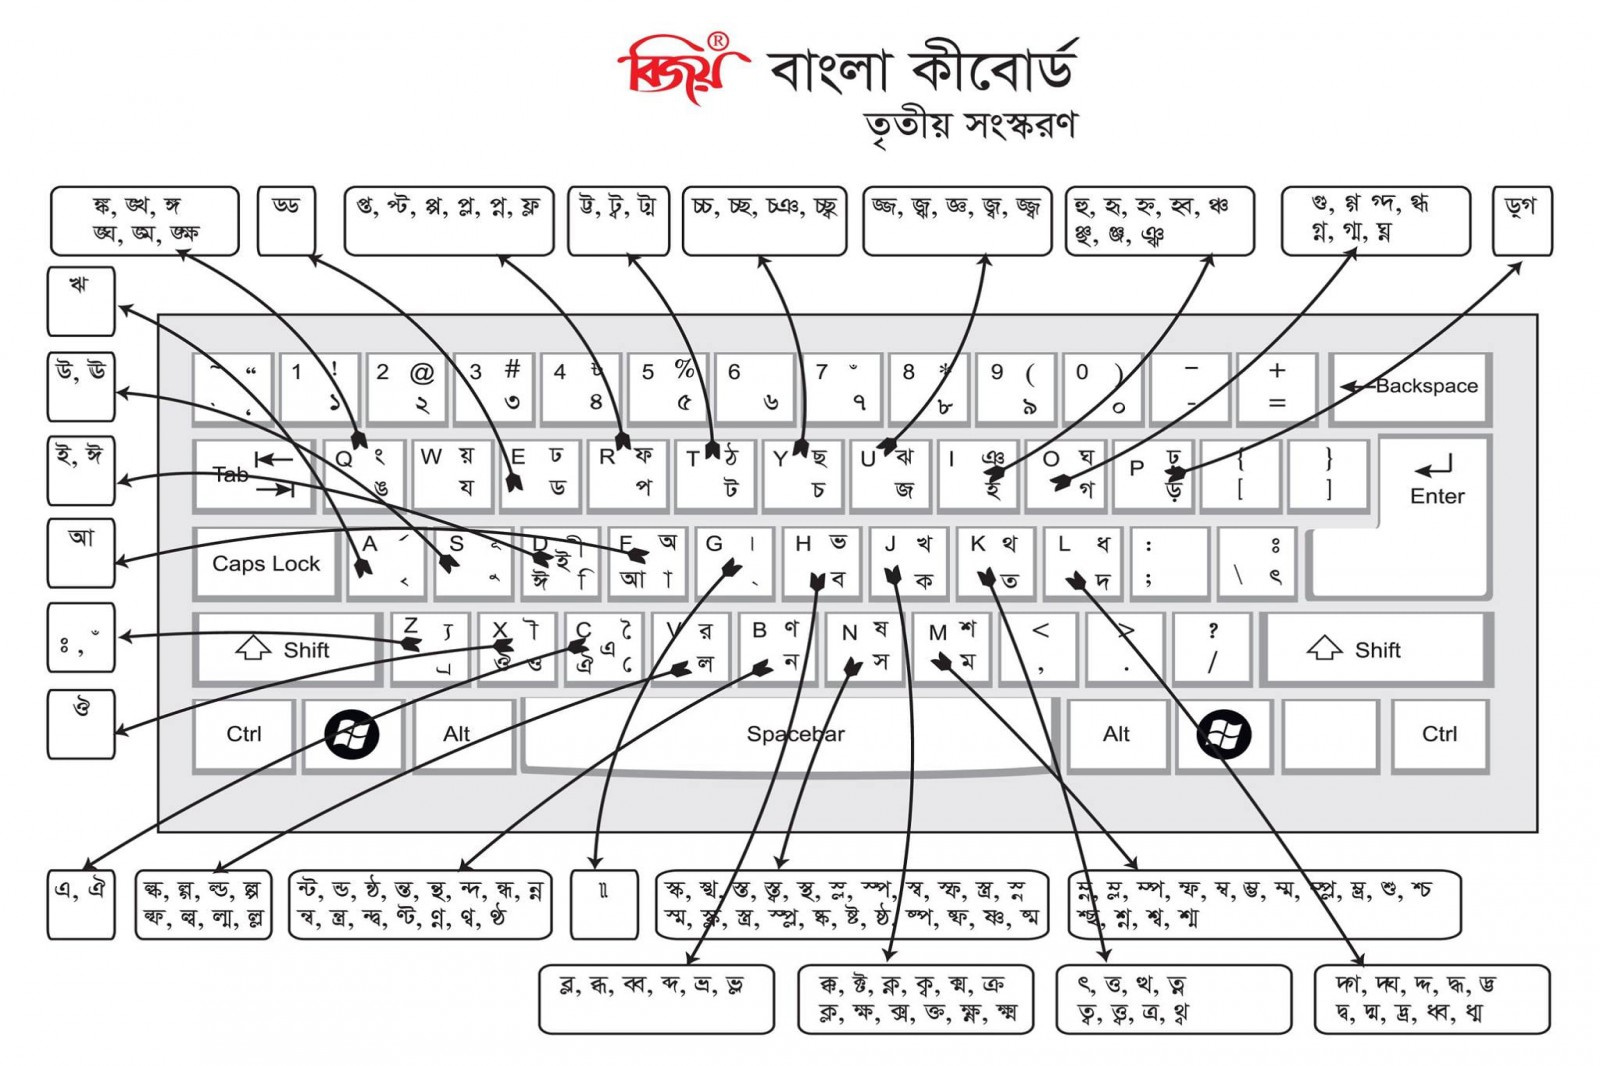 বিজয়® বাংলা কীবোর্ড
তৃতীয় সংস্করণ
ঙ্ক, ঙ্খ, ঙ্গ
ঙ্ঘ, ঙ্ম, ঙ্ক্ষ
ড্ড
প্ত, প্ট, প্প, প্ল, প্ন, ফ্ল
ট্ট, ট্ব, ট্ম
চ্চ, চ্ছ, চ্ঞ, চ্ছ্ব
জ্জ, জ্ঝ, জ্ঞ, জ্ব, জ্জ্ব
হু, হৃ, হ্ন, হ্ব, ঞ্চ
ঞ্ছ, ঞ্জ, ঞ্ঝ
গু, গ্গ গ্দ, গ্ধ
গ্ন, গ্ম, ঘ্ন
ড়্গ
ঋ
উ, ঊ
ই, ঈ
আ
ঃ, ঁ
ঔ
~ “
1 ! ১
2 @ ২
3 # ৩
4 ৳ ৪
5 % ৫
6 ৬
7 ঁ ৭
8 * ৮
9 ( ৯
0 ) ০
– -
+ =
Backspace
Tab
Q ং ঙ
W য় য
E ঢ ড
R ফ প
T ঠ ট
Y ছ চ
U ঝ জ
I ঞ হ
O ঘ গ
P ঢ় ড়
{ [
} ]
Enter
Caps Lock
A র্ ৃ
S ূ ু
D ী ই ঈ ি
F অ আ া
G । ্
H ভ ব
J খ ক
K থ ত
L ধ দ
: ;
ঃ \ ৎ
Shift
Z ্য ্র
X ৗ ঔ ও
C ৈ এ ঐ ে
V র ল
B ণ ন
N ষ স
M শ ম
< ,
> .
? /
Shift
Ctrl
Alt
Spacebar
Alt
Ctrl
এ, ঐ
ল্ক, ল্গ, ল্ড, ল্প
ল্ফ, ল্ব, ল্ম, ল্ল
ন্ট, ন্ড, ন্ঠ, ন্ত, ন্থ, ন্দ, ন্ধ, ন্ন
ন্ব, ন্ত্র, ন্দ্ব, ণ্ট, ণ্ণ, ণ্ব, ণ্ঠ
॥
স্ক, স্খ, স্ত, স্ত্ব, স্থ, স্ল, স্প, স্ব, স্ফ, স্ত্র, স্ন
ম্ন, ম্ল, ম্প, ম্ফ, ম্ব, ম্ভ, ম্ম, ম্প্ল, ম্ভ্র, শু, শ্চ
শ্ছ, শ্ন, শ্ব, শ্ম
ব্ল, ব্ধ, ব্ব, ব্দ, ভ্র, ভ্ল
ক্ক, ক্ট, ক্ল, ক্ব, ক্ম, ক্র
ৎ, ত্ত, ত্থ, ত্ন
ত্ব, ত্ত্ব, ত্র, থ্ব
দ্গ, দ্ঘ, দ্দ, দ্ধ, দ্ভ
দ্ব, দ্ম, দ্র, ধ্ব, ধ্ম